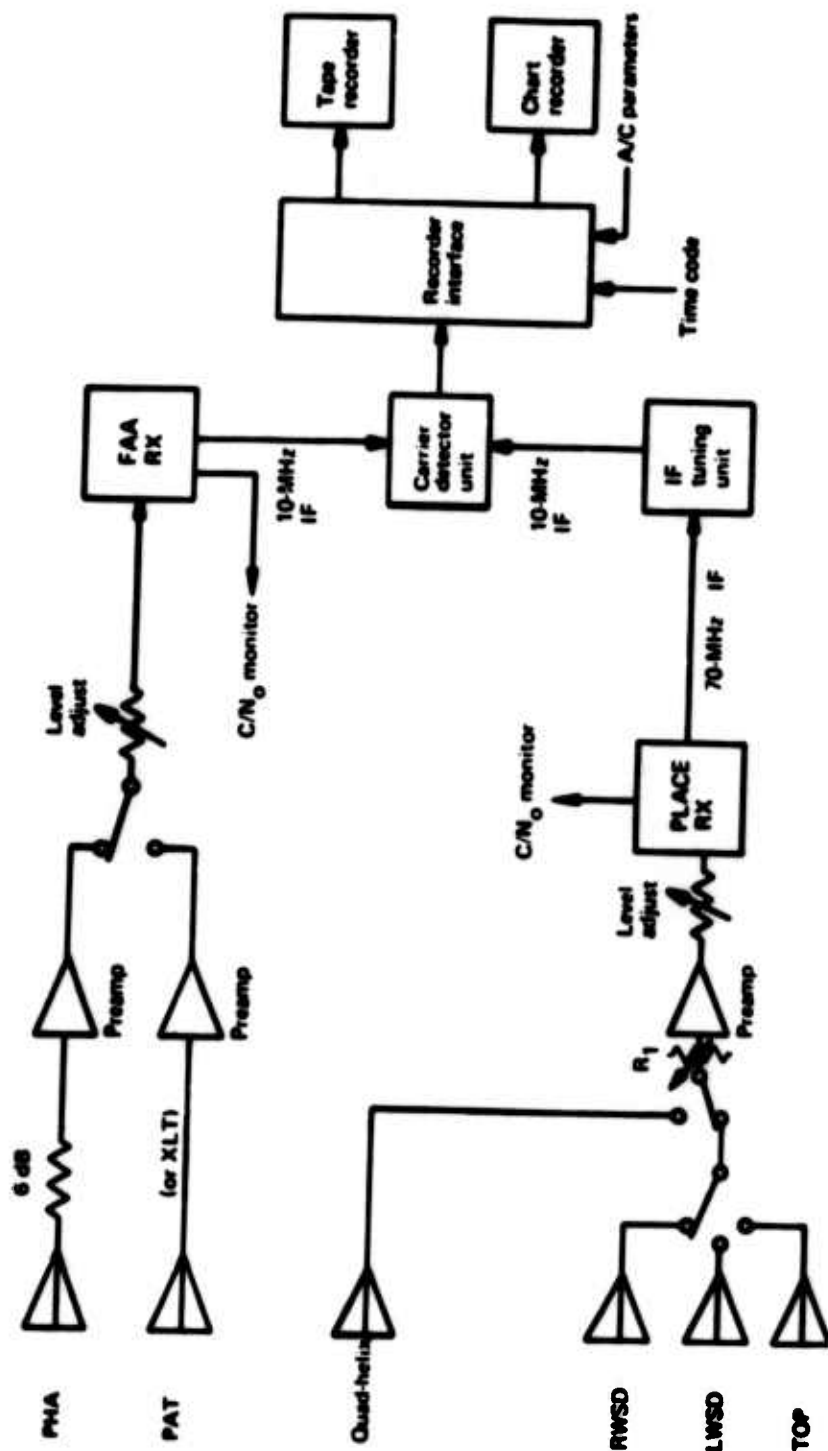 PHA
6 dB
Preamp
PAT
(or XLT)
Preamp
Level
adjust
FAA
RX
10-MHz
IF
C/No monitor
Quad-helix
RWSD
LWSD
TOP
R1
Preamp
Level
adjust
PLACE
RX
C/No monitor
70-MHz IF
IF
tuning
unit
10-MHz
IF
Carrier
detector
unit
Recorder
interface
Time code
A/C parameters
Tape
recorder
Chart
recorder